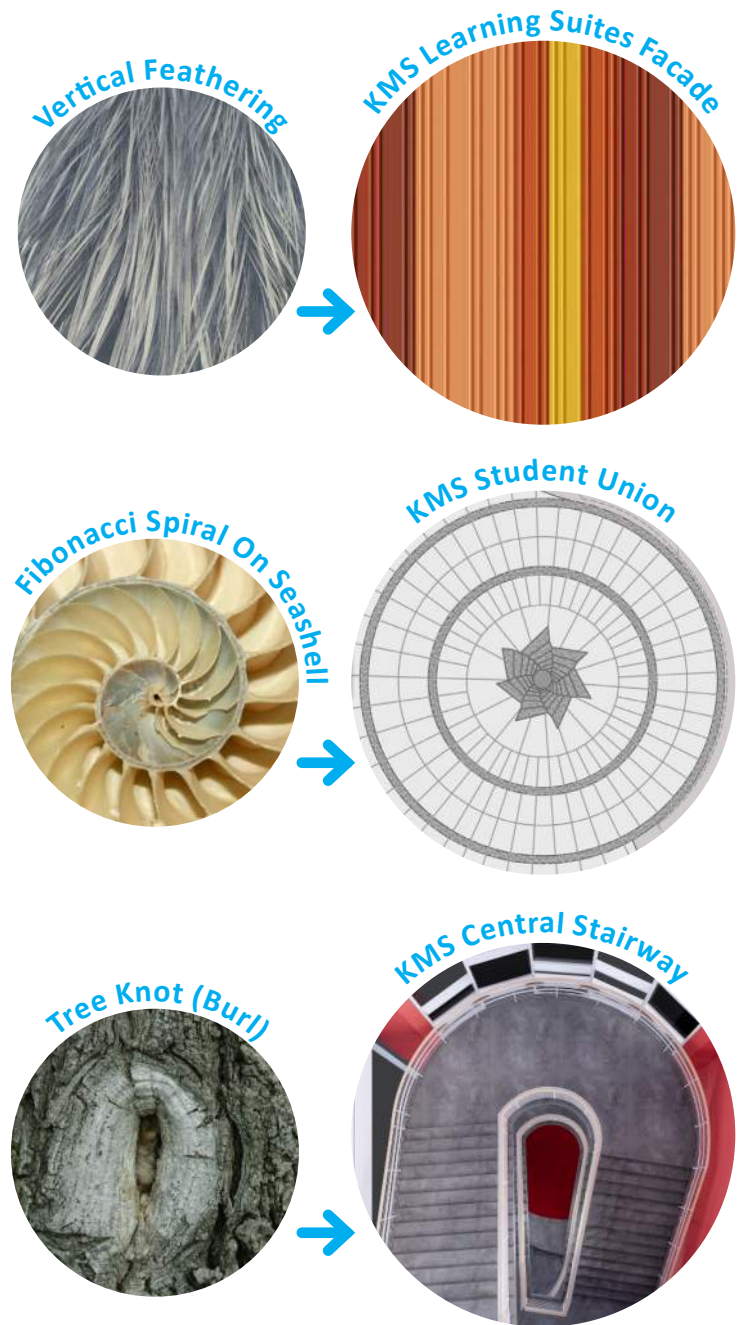 Vertical Feathering
KMS Learning Suites Facade
Fibonacci Spiral On Seashell
KMS Student Union
Tree Knot (Burl)
KMS Central Stairway